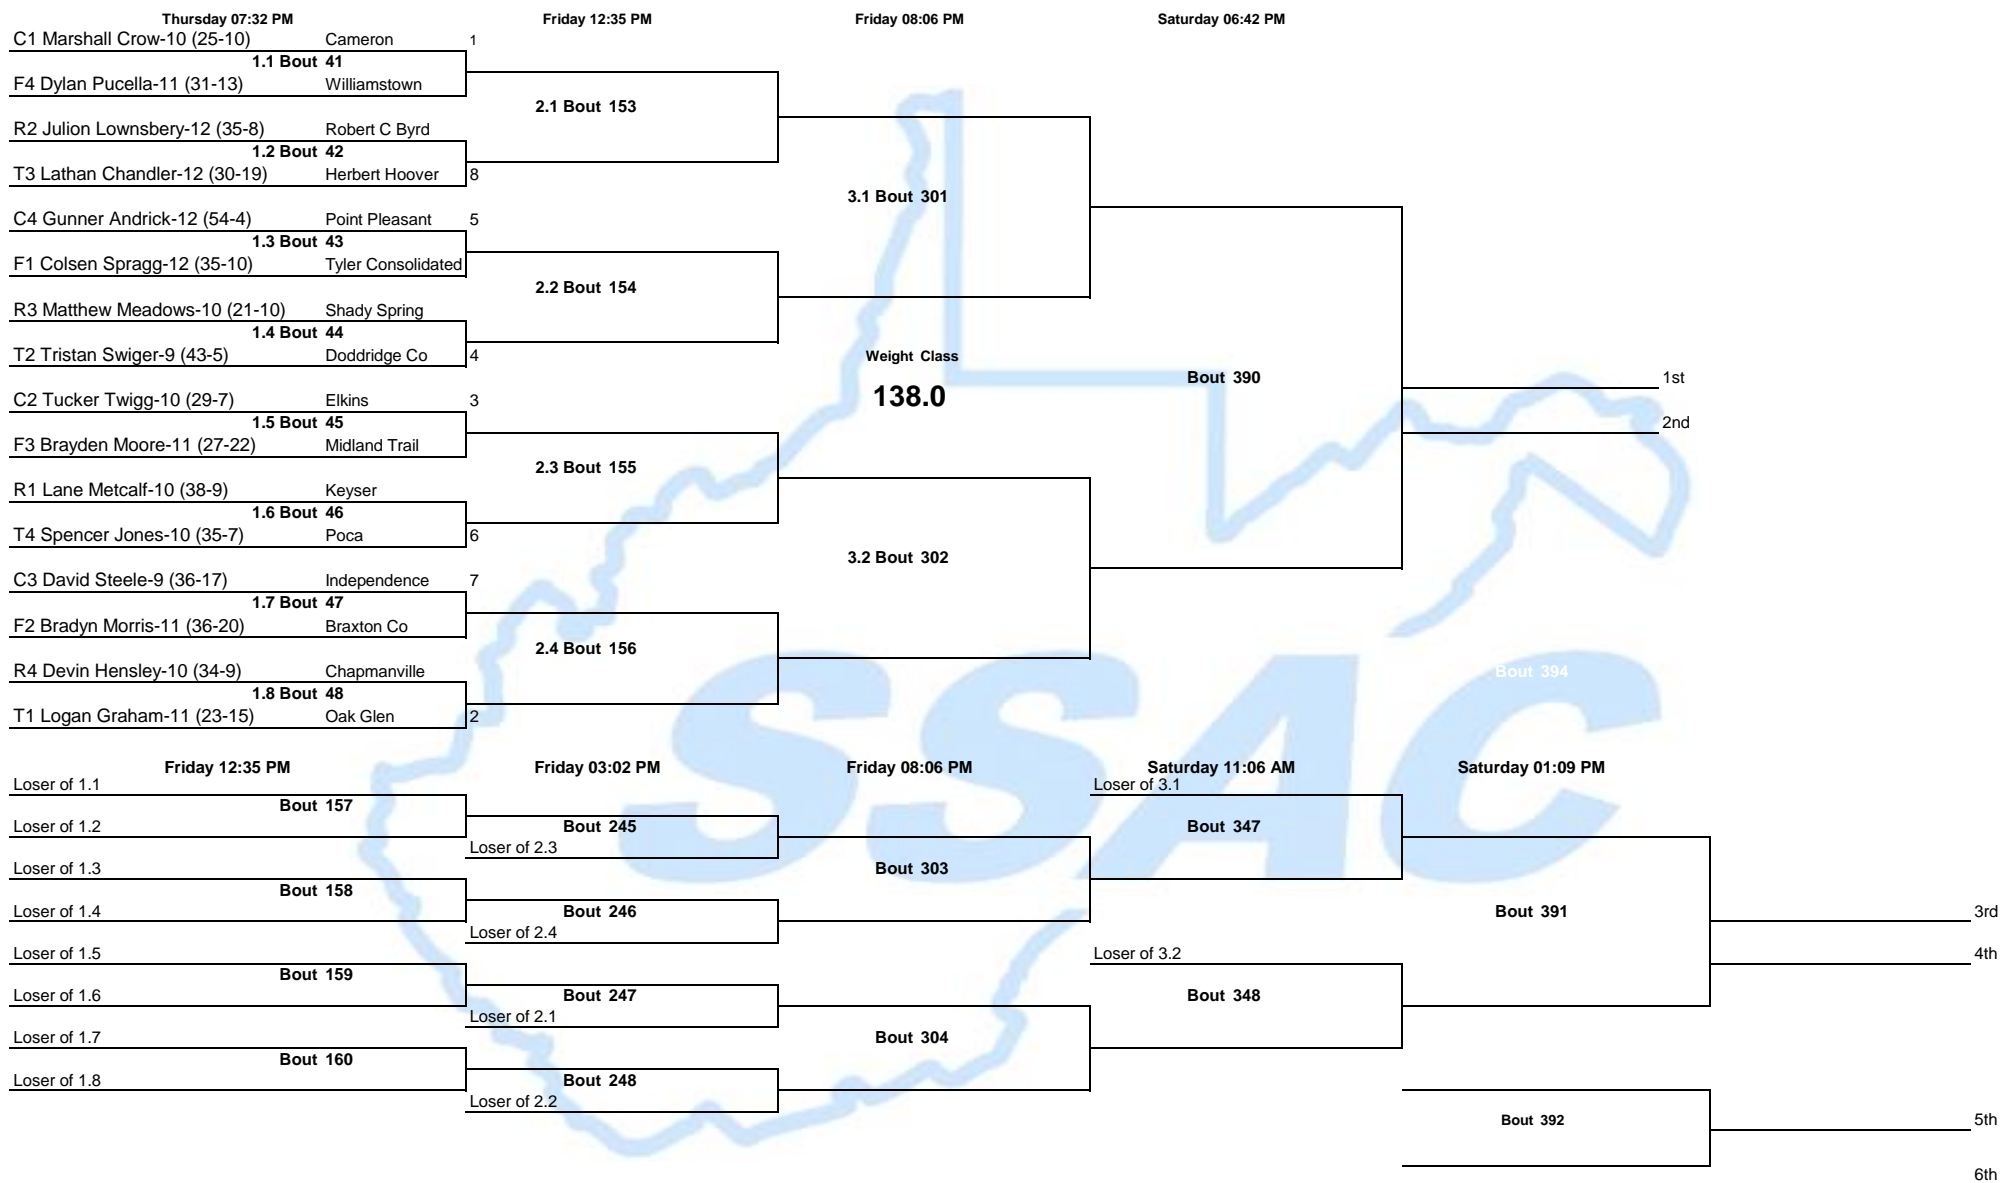 Thursday 07:32 PM Friday 12:35 PM Friday 08:06 PM Saturday 06:42 PM
C1 Marshall Crow-10 (25-10) Cameron 1
1.1 Bout 41
F4 Dylan Pucella-11 (31-13) Williamstown
2.1 Bout 153
R2 Julion Lownsbery-12 (35-8) Robert C Byrd
1.2 Bout 42
T3 Lathan Chandler-12 (30-19) Herbert Hoover 8
3.1 Bout 301
C4 Gunner Andrick-12 (54-4) Point Pleasant 5
1.3 Bout 43
F1 Colsen Spragg-12 (35-10) Tyler Consolidated
2.2 Bout 154
R3 Matthew Meadows-10 (21-10) Shady Spring
1.4 Bout 44
T2 Tristan Swiger-9 (43-5) Doddridge Co 4
Weight Class
Bout 390 1st
138.0
C2 Tucker Twigg-10 (29-7) Elkins 3
1.5 Bout 45 2nd
F3 Brayden Moore-11 (27-22) Midland Trail
2.3 Bout 155
R1 Lane Metcalf-10 (38-9) Keyser
1.6 Bout 46
T4 Spencer Jones-10 (35-7) Poca 6
3.2 Bout 302
C3 David Steele-9 (36-17) Independence 7
1.7 Bout 47
F2 Bradyn Morris-11 (36-20) Braxton Co
2.4 Bout 156
R4 Devin Hensley-10 (34-9) Chapmanville Bout 394
1.8 Bout 48
T1 Logan Graham-11 (23-15) Oak Glen 2
SSAC
Friday 12:35 PM Friday 03:02 PM Friday 08:06 PM Saturday 11:06 AM Saturday 01:09 PM
Loser of 1.1 Loser of 3.1
Bout 157
Loser of 1.2 Bout 245 Bout 347
Loser of 2.3
Loser of 1.3 Bout 303
Bout 158
Loser of 1.4 Bout 246 Bout 391 3rd
Loser of 2.4
Loser of 1.5 Loser of 3.2 4th
Bout 159
Loser of 1.6 Bout 247 Bout 348
Loser of 2.1
Loser of 1.7 Bout 304
Bout 160
Loser of 1.8 Bout 248
Loser of 2.2
Bout 392 5th
6th